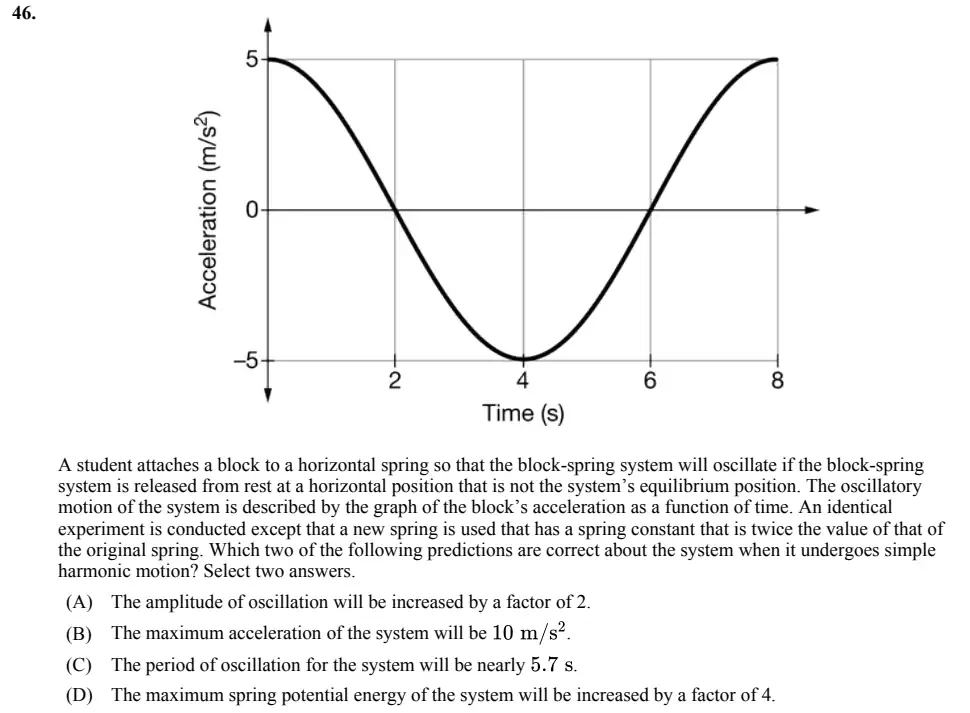 46.
5
0
–5
2
4
6
8
Acceleration (m/s²)
Time (s)
A student attaches a block to a horizontal spring so that the block-spring system will oscillate if the block-spring
system is released from rest at a horizontal position that is not the system’s equilibrium position. The oscillatory
motion of the system is described by the graph of the block’s acceleration as a function of time. An identical
experiment is conducted except that a new spring is used that has a spring constant that is twice the value of that of
the original spring. Which two of the following predictions are correct about the system when it undergoes simple
harmonic motion? Select two answers.
(A) The amplitude of oscillation will be increased by a factor of 2.
(B) The maximum acceleration of the system will be 10 m/s².
(C) The period of oscillation for the system will be nearly 5.7 s.
(D) The maximum spring potential energy of the system will be increased by a factor of 4.